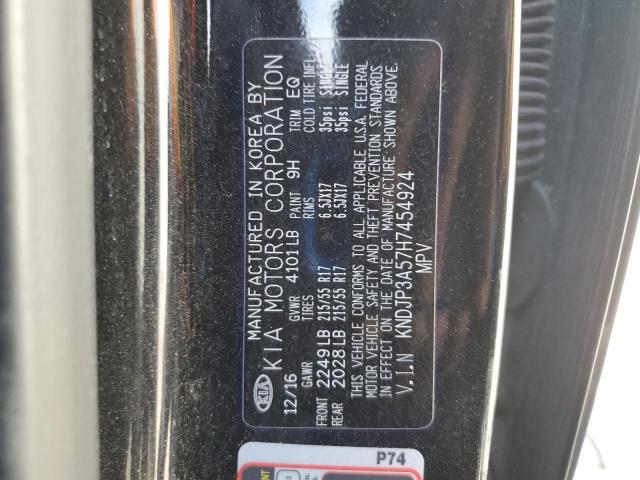 MANUFACTURED IN KOREA BY
KIA KIA MOTORS CORPORATION
12/16 GVWR 4101LB PAINT 9H TRIM EQ
GAWR TIRES RIMS COLD TIRE INFL
FRONT 2249LB 215/55 R17 6.5JX17 35psi SINGLE
REAR 2028LB 215/55 R17 6.5JX17 35psi SINGLE
THIS VEHICLE CONFORMS TO ALL APPLICABLE U.S.A. FEDERAL
MOTOR VEHICLE SAFETY AND THEFT PREVENTION STANDARDS
IN EFFECT ON THE DATE OF MANUFACTURE SHOWN ABOVE.
V.I.N KNDJP3A57H7454924
MPV
P74